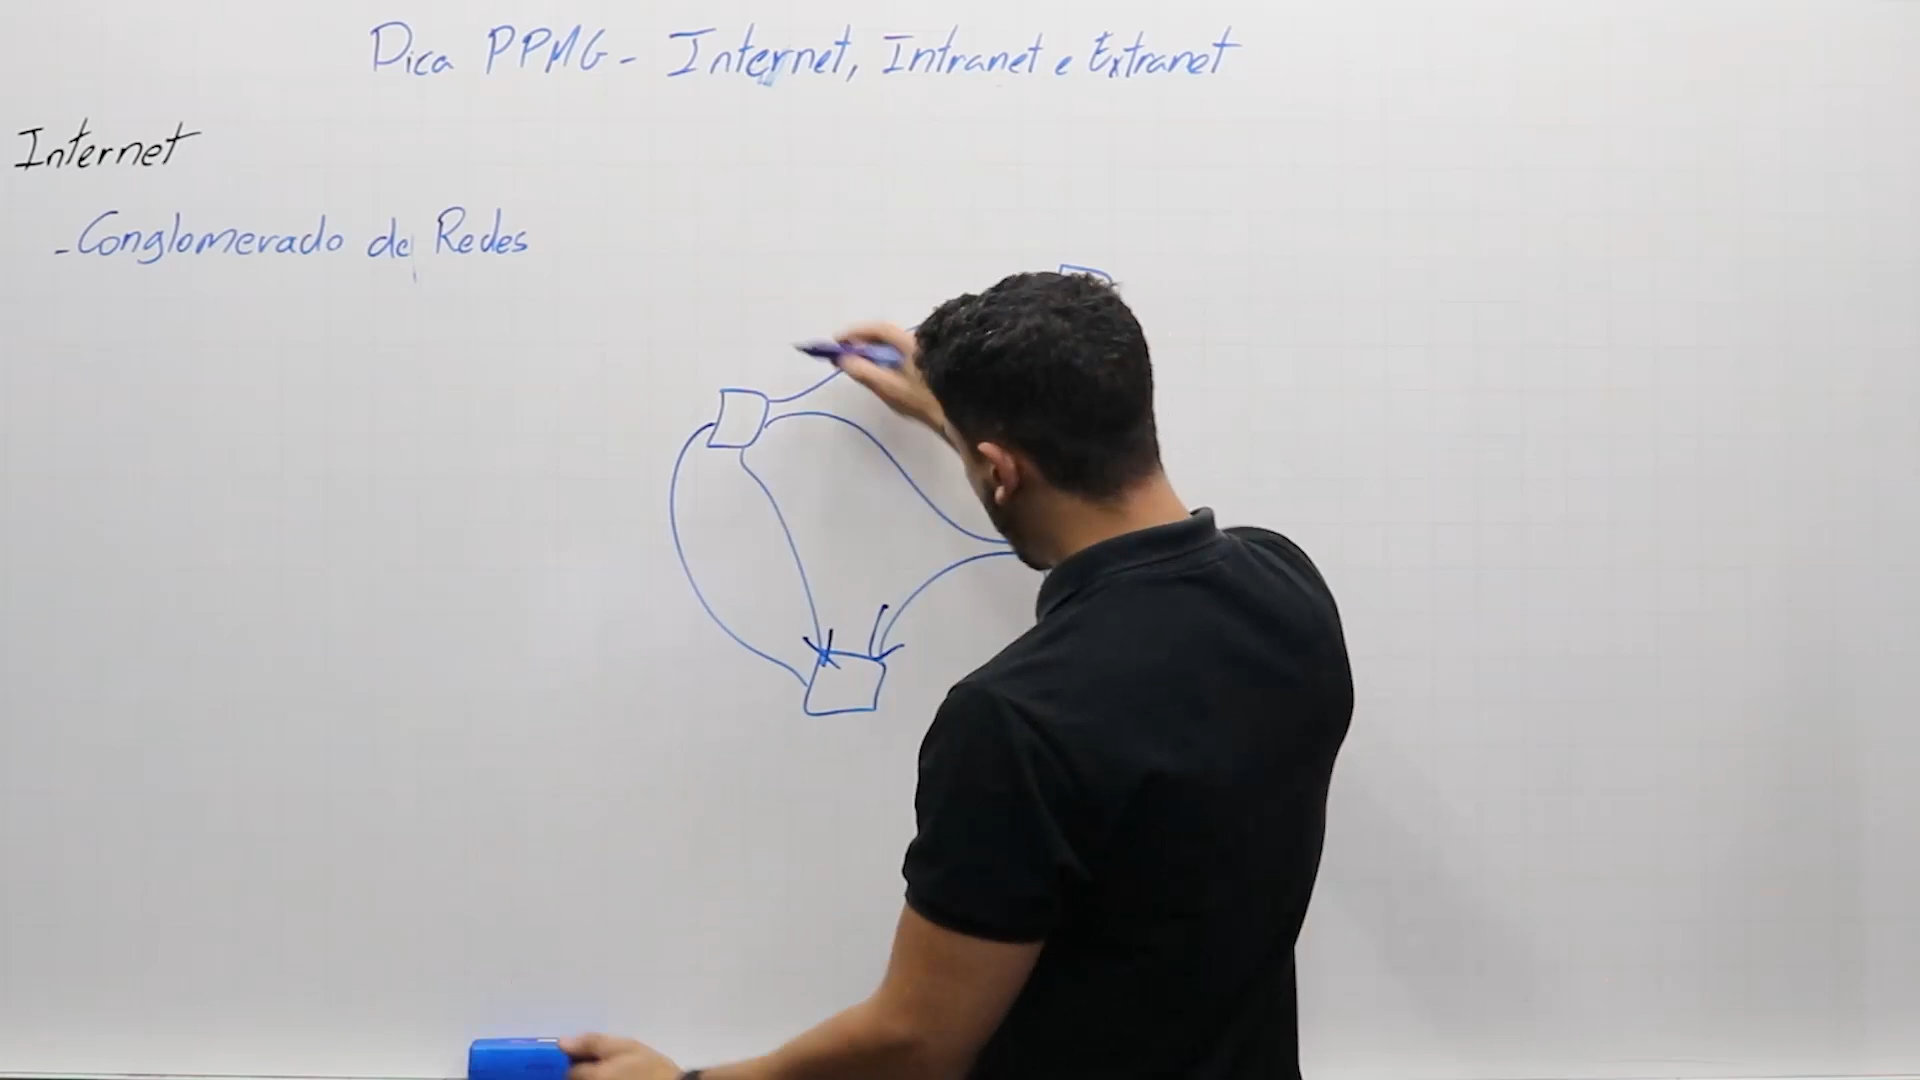 Dica PPMG - Internet, Intranet e Extranet
Internet
- Conglomerado de Redes